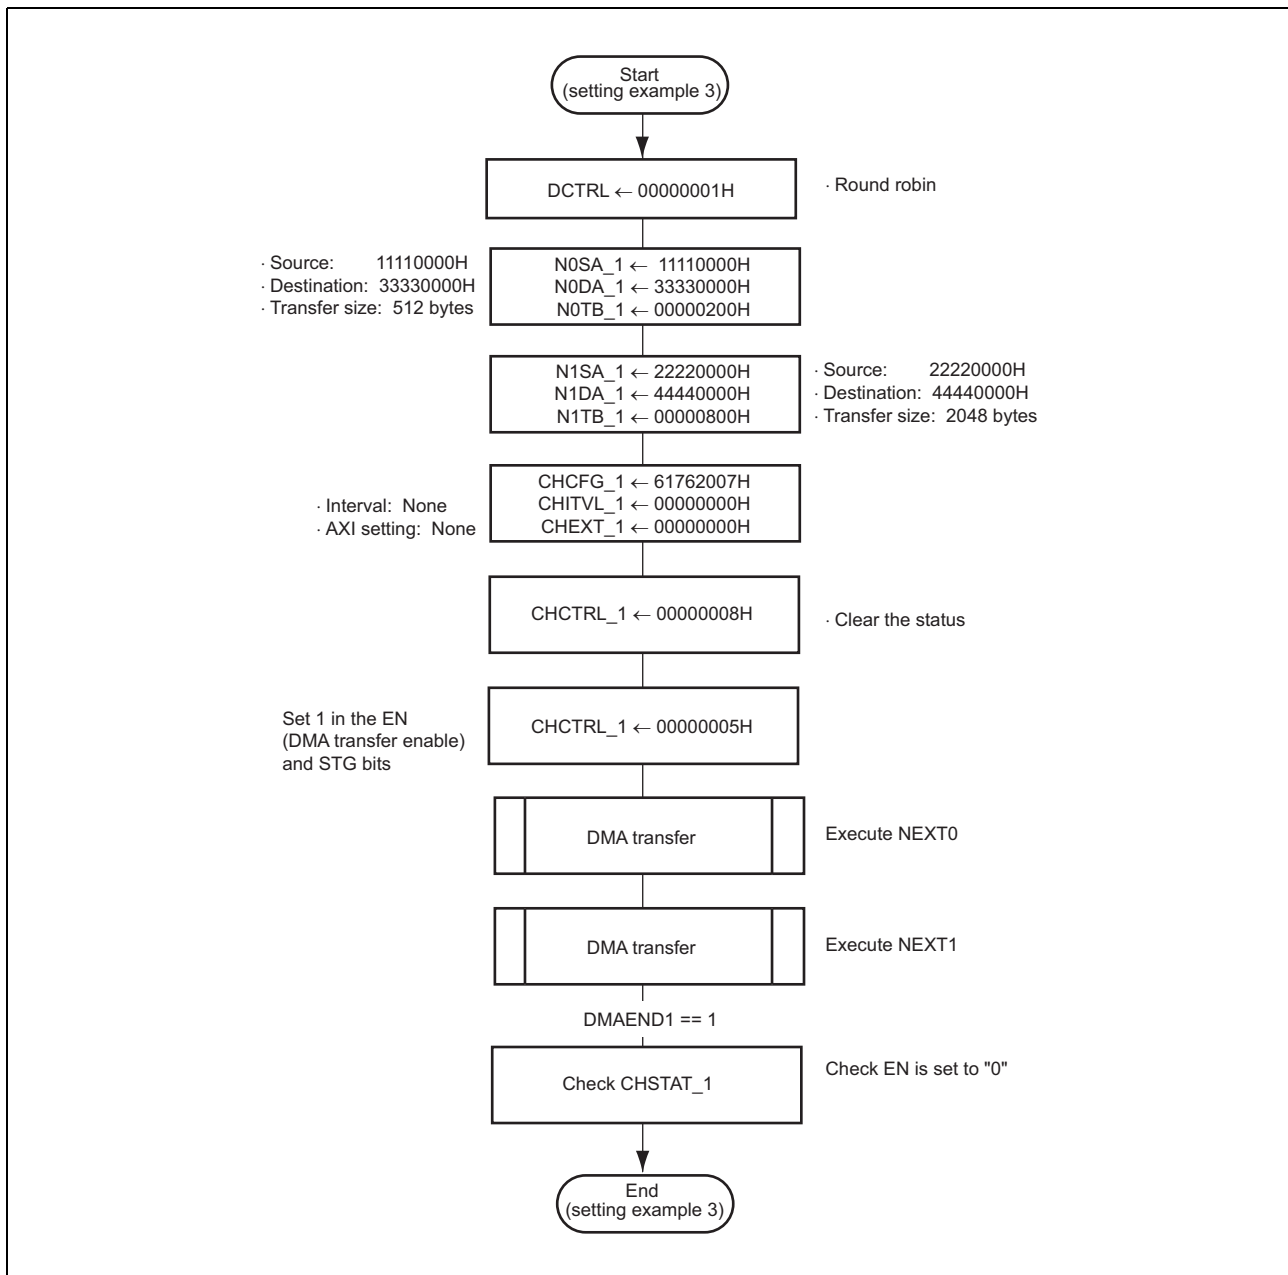 Start
(setting example 3)
DCTRL ← 00000001H
· Round robin
· Source: 11110000H
· Destination: 33330000H
· Transfer size: 512 bytes
N0SA_1 ← 11110000H
N0DA_1 ← 33330000H
N0TB_1 ← 00000200H
N1SA_1 ← 22220000H
N1DA_1 ← 44440000H
N1TB_1 ← 00000800H
· Source: 22220000H
· Destination: 44440000H
· Transfer size: 2048 bytes
· Interval: None
· AXI setting: None
CHCFG_1 ← 61762007H
CHITVL_1 ← 00000000H
CHEXT_1 ← 00000000H
CHCTRL_1 ← 00000008H
· Clear the status
Set 1 in the EN
(DMA transfer enable)
and STG bits
CHCTRL_1 ← 00000005H
DMA transfer
Execute NEXT0
DMA transfer
Execute NEXT1
DMAEND1 == 1
Check CHSTAT_1
Check EN is set to "0"
End
(setting example 3)